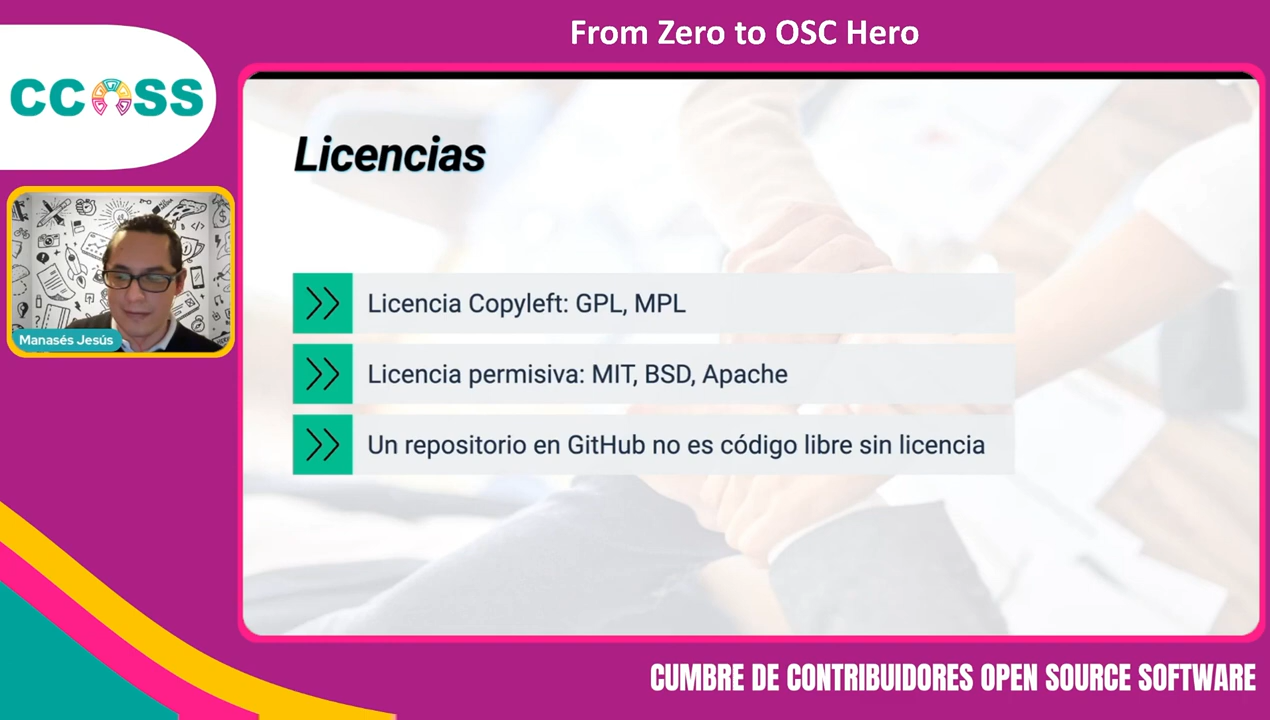 From Zero to OSC Hero
CCOSS
Licencias
Licencia Copyleft: GPL, MPL
Licencia permisiva: MIT, BSD, Apache
Un repositorio en GitHub no es código libre sin licencia
Manasés Jesús
CUMBRE DE CONTRIBUIDORES OPEN SOURCE SOFTWARE